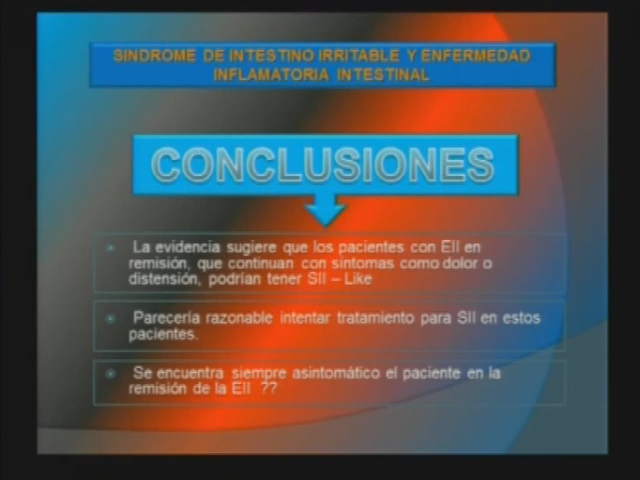 SINDROME DE INTESTINO IRRITABLE Y ENFERMEDAD
INFLAMATORIA INTESTINAL
CONCLUSIONES
La evidencia sugiere que los pacientes con EII en
remisión, que continuan con síntomas como dolor o
distensión, podrían tener SII – Like
Parecería razonable intentar tratamiento para SII en estos
pacientes.
Se encuentra siempre asintomático el paciente en la
remisión de la EII ??